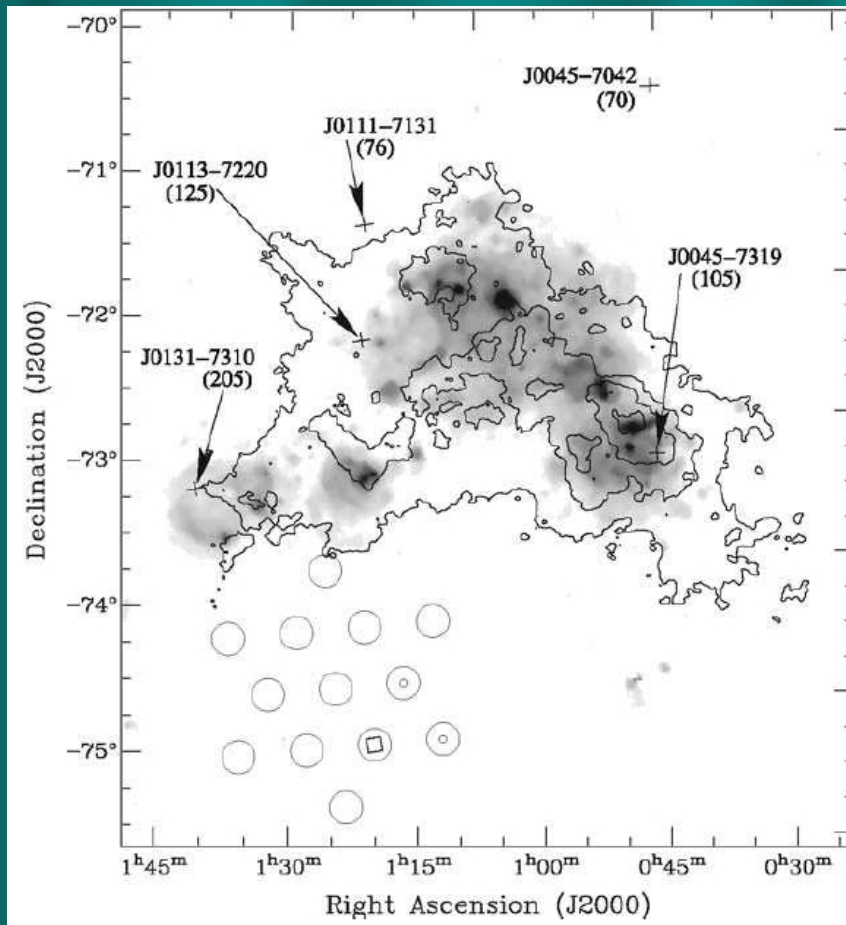 −70°
J0045−7042
(70)
J0111−7131
(76)
−71°
J0113−7220
(125)
J0045−7319
(105)
−72°
J0131−7310
(205)
−73°
−74°
−75°
Declination (J2000)
1ʰ45ᵐ 1ʰ30ᵐ 1ʰ15ᵐ 1ʰ00ᵐ 0ʰ45ᵐ 0ʰ30ᵐ
Right Ascension (J2000)